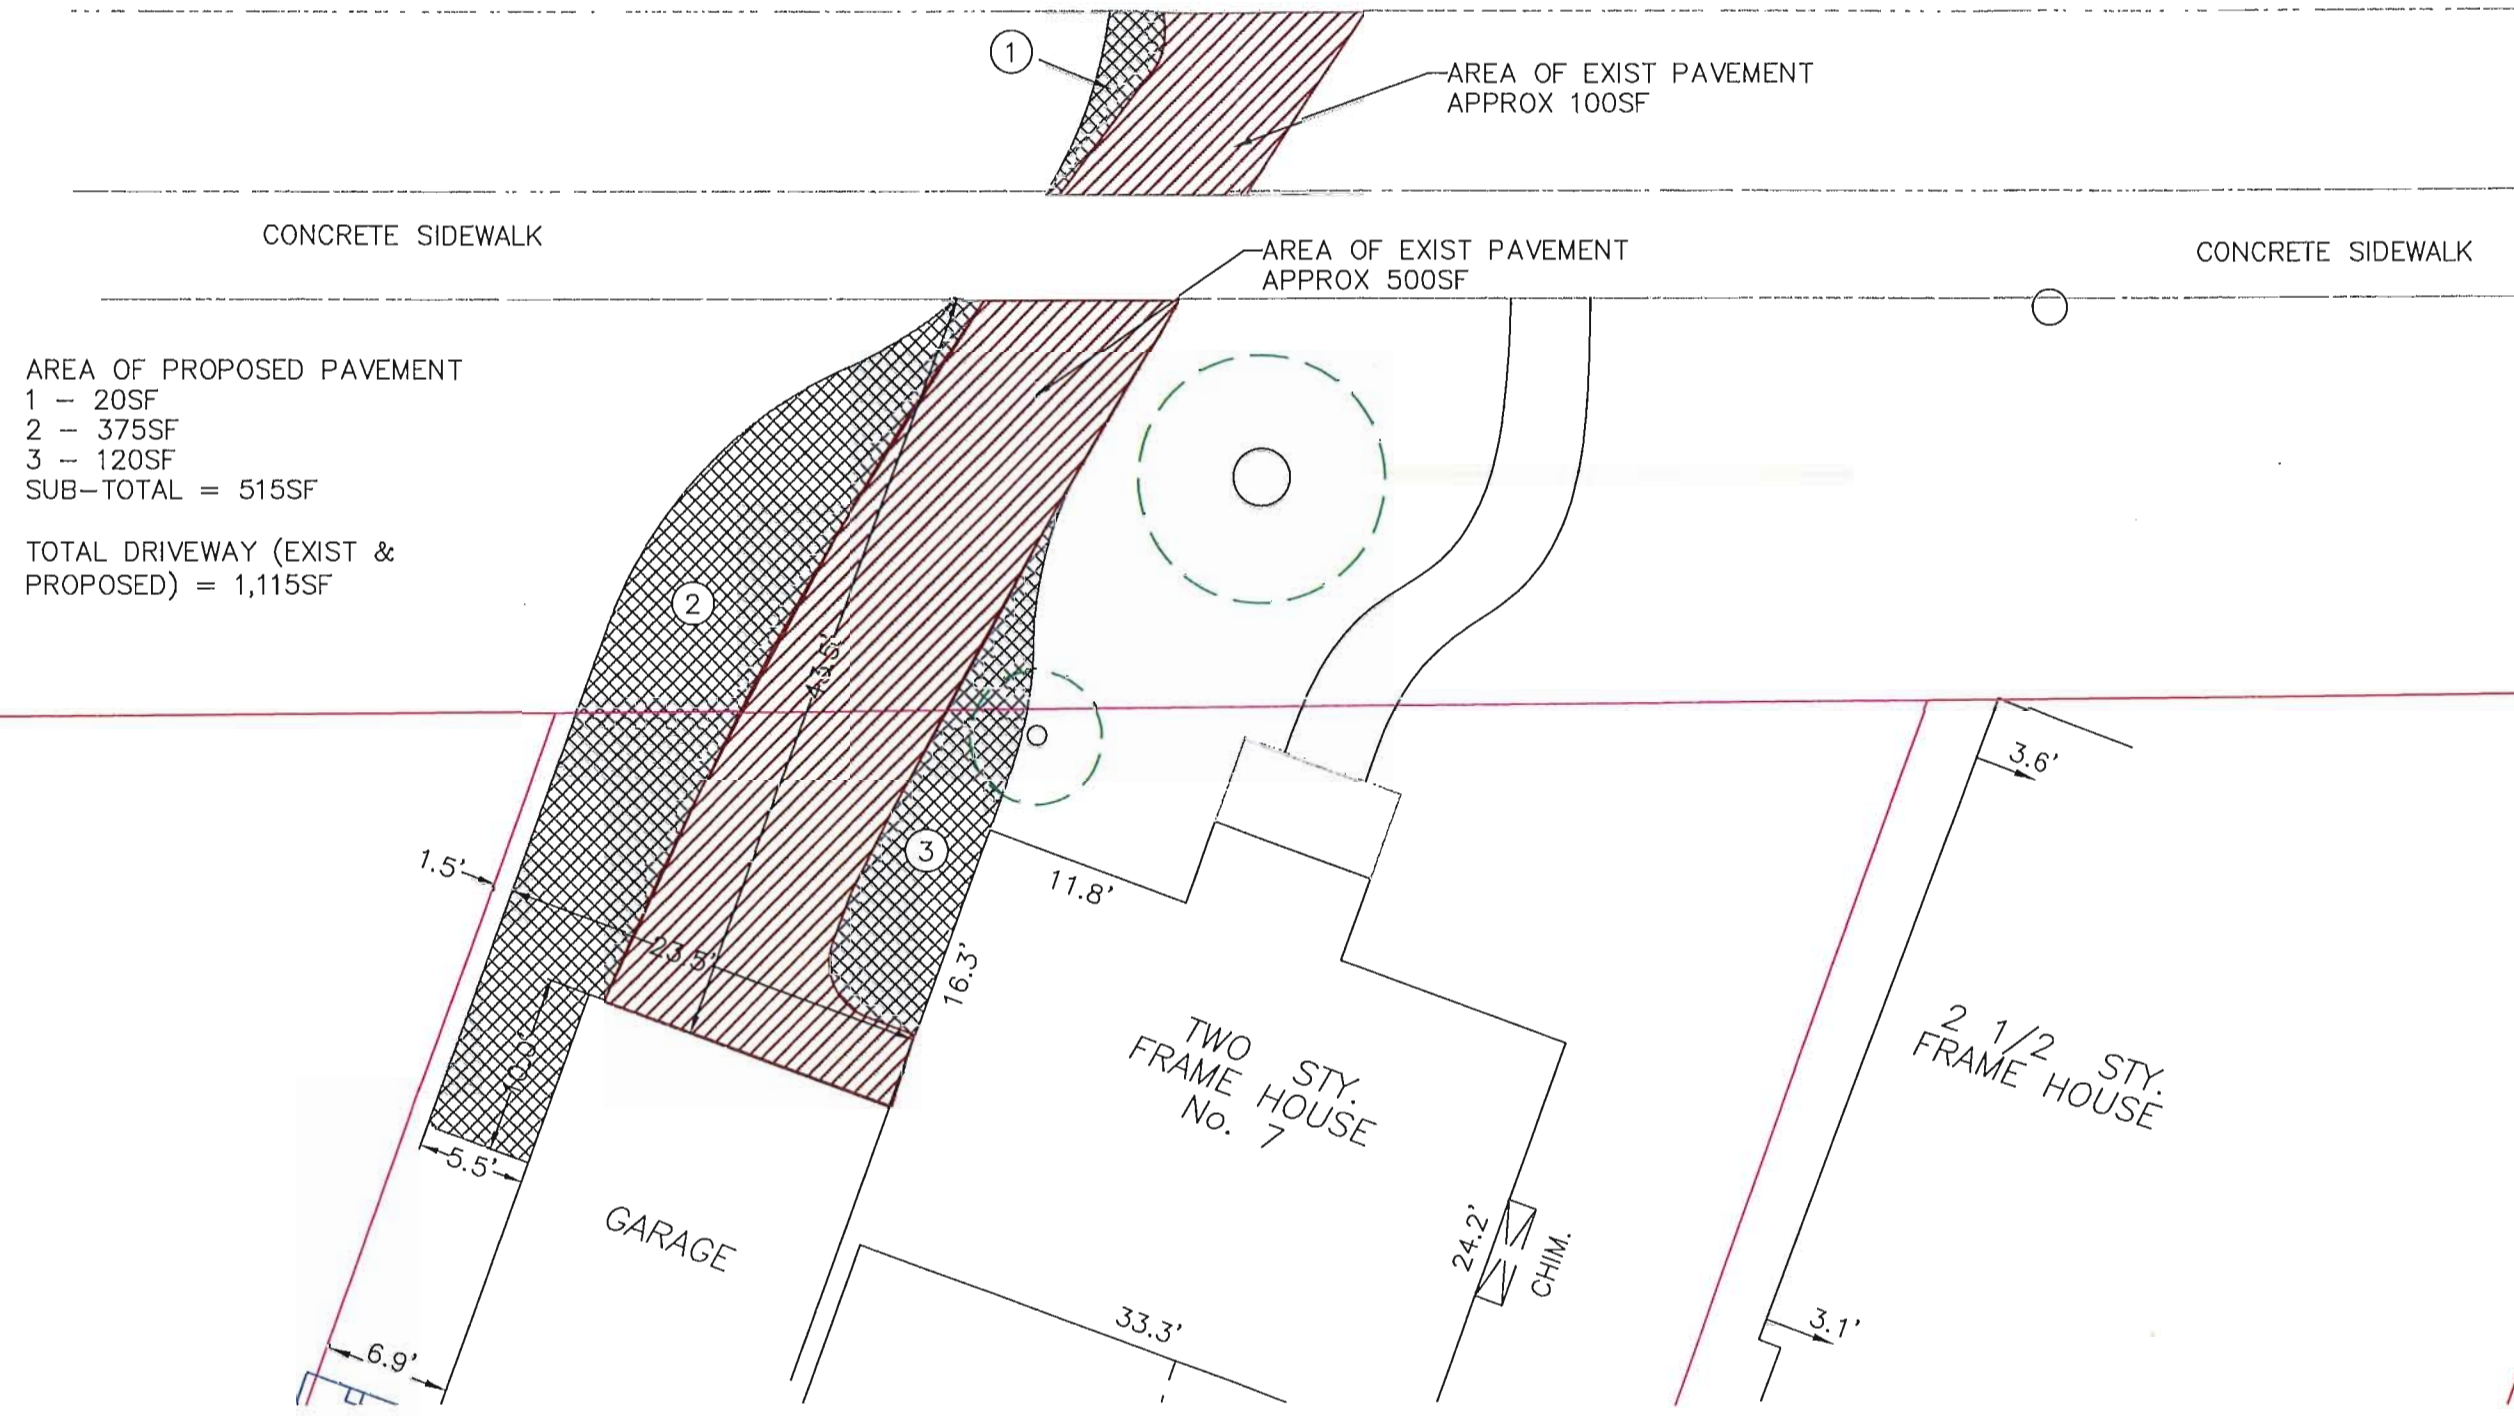 1
AREA OF EXIST PAVEMENT
APPROX 100SF
CONCRETE SIDEWALK
CONCRETE SIDEWALK
AREA OF EXIST PAVEMENT
APPROX 500SF
AREA OF PROPOSED PAVEMENT
1 - 20SF
2 - 375SF
3 - 120SF
SUB-TOTAL = 515SF
TOTAL DRIVEWAY (EXIST &
PROPOSED) = 1,115SF
2
43.5'
3.6'
1.5'
3
11.8'
23.5'
16.3'
TWO STY.
FRAME HOUSE
No. 7
2 1/2 STY.
FRAME HOUSE
5.5'
GARAGE
24.2'
CHIM.
33.3'
3.1'
6.9'